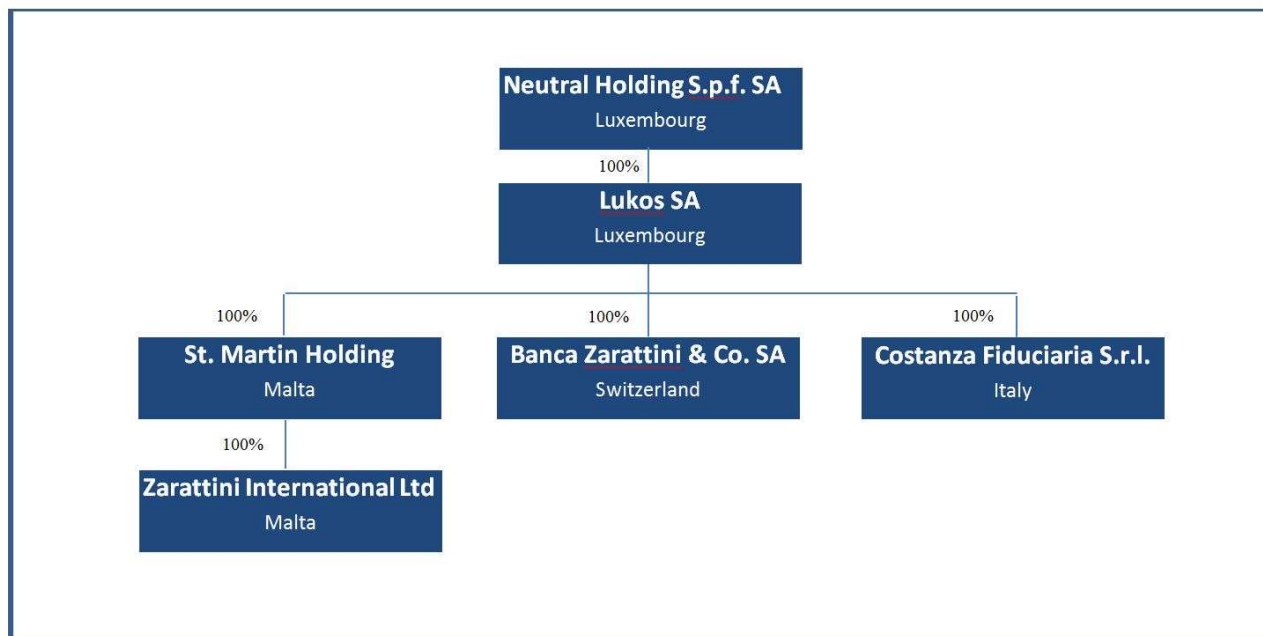 Neutral Holding S.p.f. SA
Luxembourg
100%
Lukos SA
Luxembourg
100%
100%
100%
St. Martin Holding
Malta
Banca Zarattini & Co. SA
Switzerland
Costanza Fiduciaria S.r.l.
Italy
100%
Zarattini International Ltd
Malta